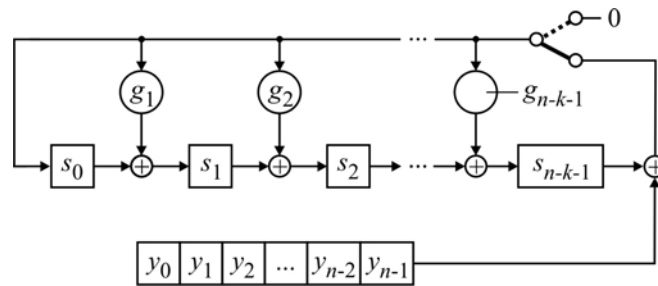 0
...
g1 g2 gn-k-1
s0 + s1 + s2 ... + sn-k-1 +
y0 y1 y2 ... yn-2 yn-1